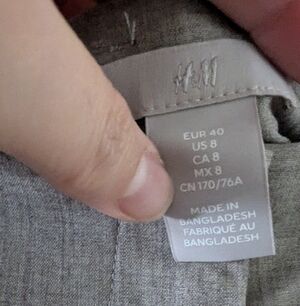 H&M
EUR 40
US 8
CA 8
MX 8
CN 170/76A
MADE IN
BANGLADESH
FABRIQUÉ AU
BANGLADESH